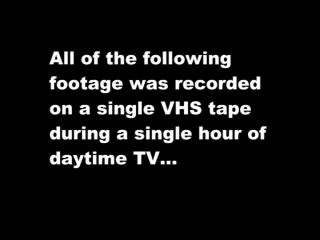 All of the following
footage was recorded
on a single VHS tape
during a single hour of
daytime TV...